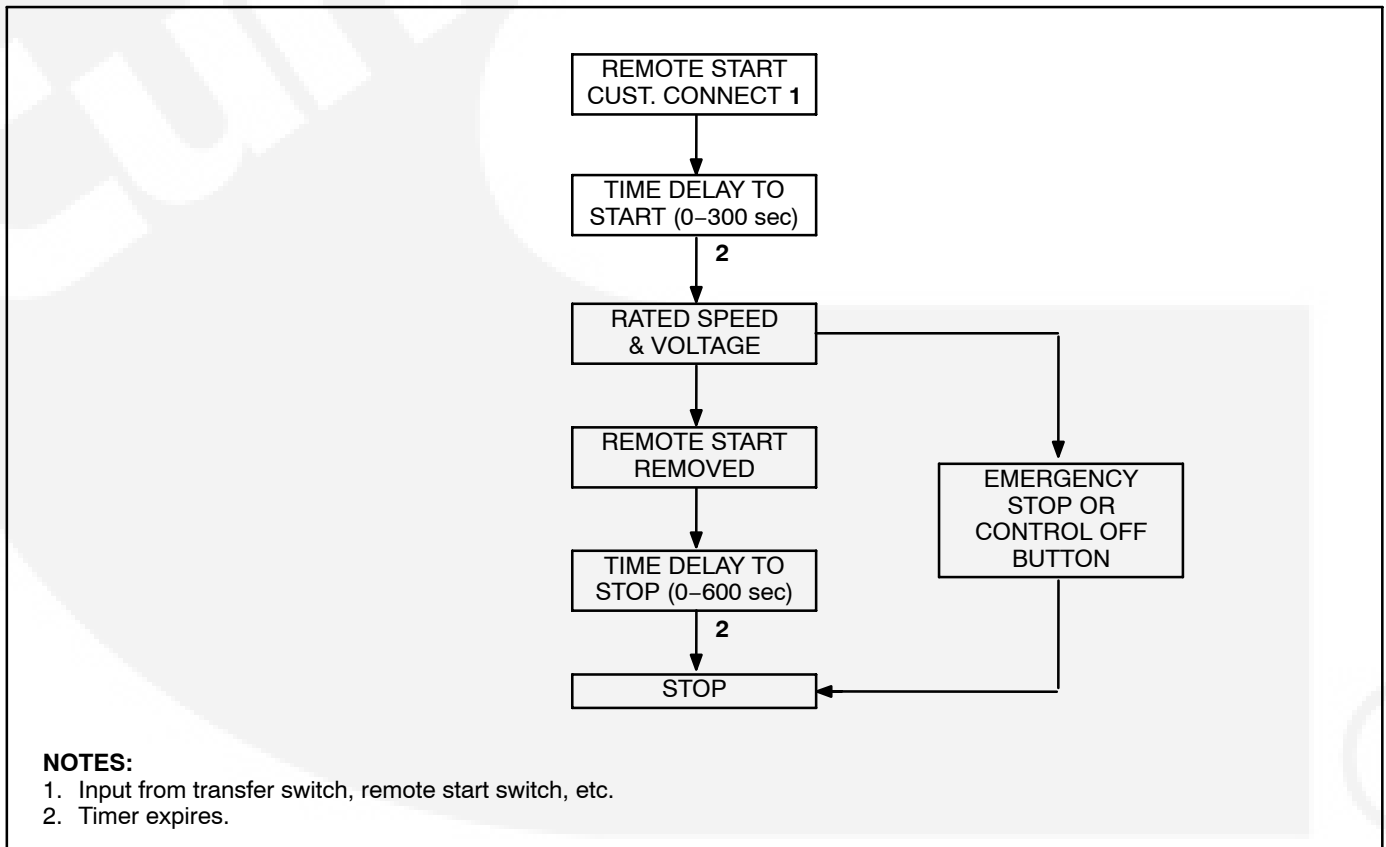 REMOTE START
CUST. CONNECT 1
TIME DELAY TO
START (0−300 sec)
2
RATED SPEED
& VOLTAGE
REMOTE START
REMOVED
EMERGENCY
STOP OR
CONTROL OFF
BUTTON
TIME DELAY TO
STOP (0−600 sec)
2
STOP
NOTES:
1. Input from transfer switch, remote start switch, etc.
2. Timer expires.